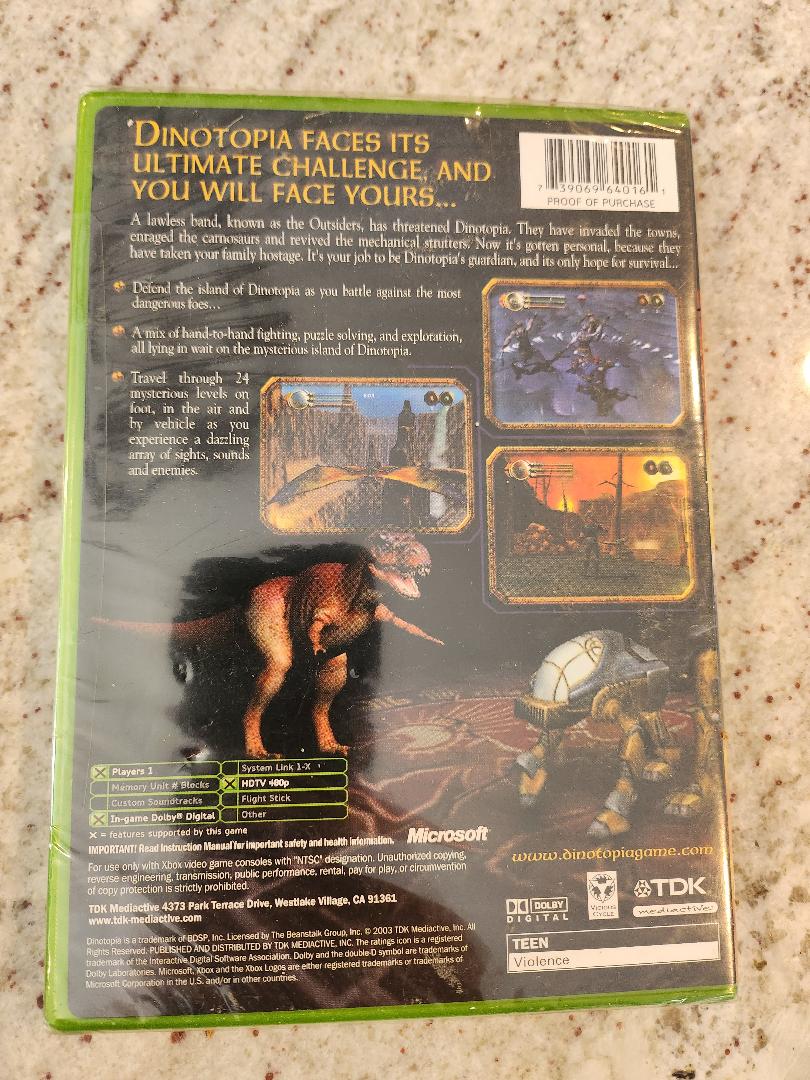 DINOTOPIA FACES ITS
ULTIMATE CHALLENGE, AND
YOU WILL FACE YOURS...
7 39069 64016 1
PROOF OF PURCHASE
A lawless band, known as the Outsiders, has threatened Dinotopia. They have invaded the towns,
enraged the carnosaurs and revived the mechanical strutters. Now it's gotten personal, because they
have taken your family hostage. It's your job to be Dinotopia's guardian, and its only hope for survival...
Defend the island of Dinotopia as you battle against the most
dangerous foes...
A mix of hand-to-hand fighting, puzzle solving, and exploration,
all lying in wait on the mysterious island of Dinotopia.
Travel through 24
mysterious levels on
foot, in the air and
by vehicle as you
experience a dazzling
array of sights, sounds
and enemies.
Players 1
System Link 1-X
Memory Unit # Blocks
HDTV 480p
Custom Soundtracks
Flight Stick
In-game Dolby® Digital
Other
X = features supported by this game
IMPORTANT! Read Instruction Manual for important safety and health information.
Microsoft
For use only with Xbox video game consoles with "NTSC" designation. Unauthorized copying,
reverse engineering, transmission, public performance, rental, pay for play, or circumvention
of copy protection is strictly prohibited.
www.dinotopiagame.com
TDK Mediactive 4373 Park Terrace Drive, Westlake Village, CA 91361
www.tdk-mediactive.com
DOLBY
DIGITAL
VICIOUS
CYCLE
TDK
mediactive
Dinotopia is a trademark of BDSP, Inc. Licensed by The Beanstalk Group, Inc. © 2003 TDK Mediactive, Inc. All
Rights Reserved. PUBLISHED AND DISTRIBUTED BY TDK MEDIACTIVE, INC. The ratings icon is a registered
trademark of the Interactive Digital Software Association. Dolby and the double-D symbol are trademarks of
Dolby Laboratories. Microsoft, Xbox and the Xbox Logos are either registered trademarks or trademarks of
Microsoft Corporation in the U.S. and/or in other countries.
TEEN
Violence